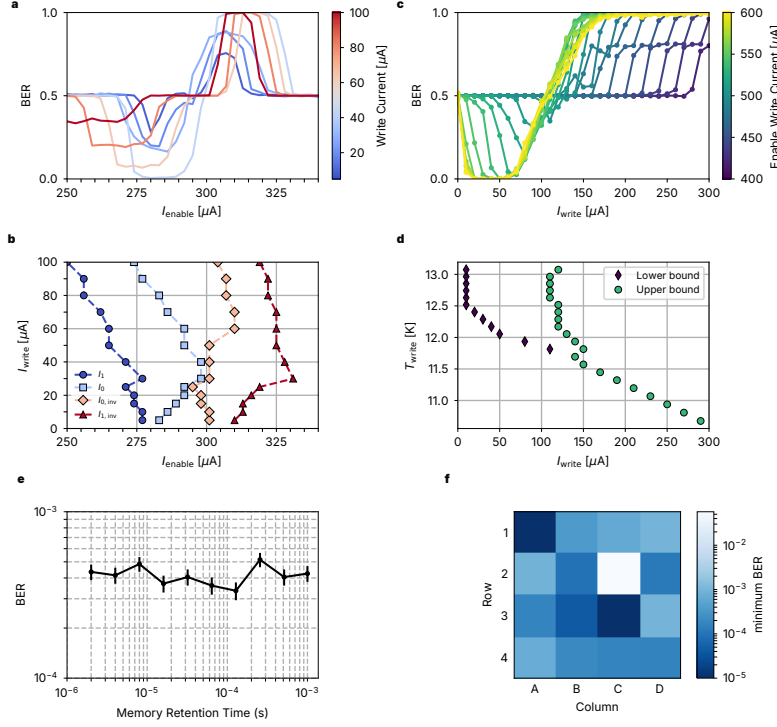 a
BER
1.0
0.5
0.0
250
275
300
325
I_enable [μA]
100
80
60
40
20
Write Current [μA]
c
BER
1.0
0.5
0.0
0
50
100
150
200
250
300
I_write [μA]
600
550
500
450
400
Enable Write Current [μA]
b
I_write [μA]
100
80
60
40
20
0
I_1
I_0
I_0, inv
I_1, inv
250
275
300
325
I_enable [μA]
d
T_write [K]
13.0
12.5
12.0
11.5
11.0
Lower bound
Upper bound
0
50
100
150
200
250
300
I_write [μA]
e
BER
10^−3
10^−4
10^−6
10^−5
10^−4
10^−3
Memory Retention Time (s)
f
Row
1
2
3
4
A
B
C
D
Column
10^−2
10^−3
10^−4
10^−5
minimum BER